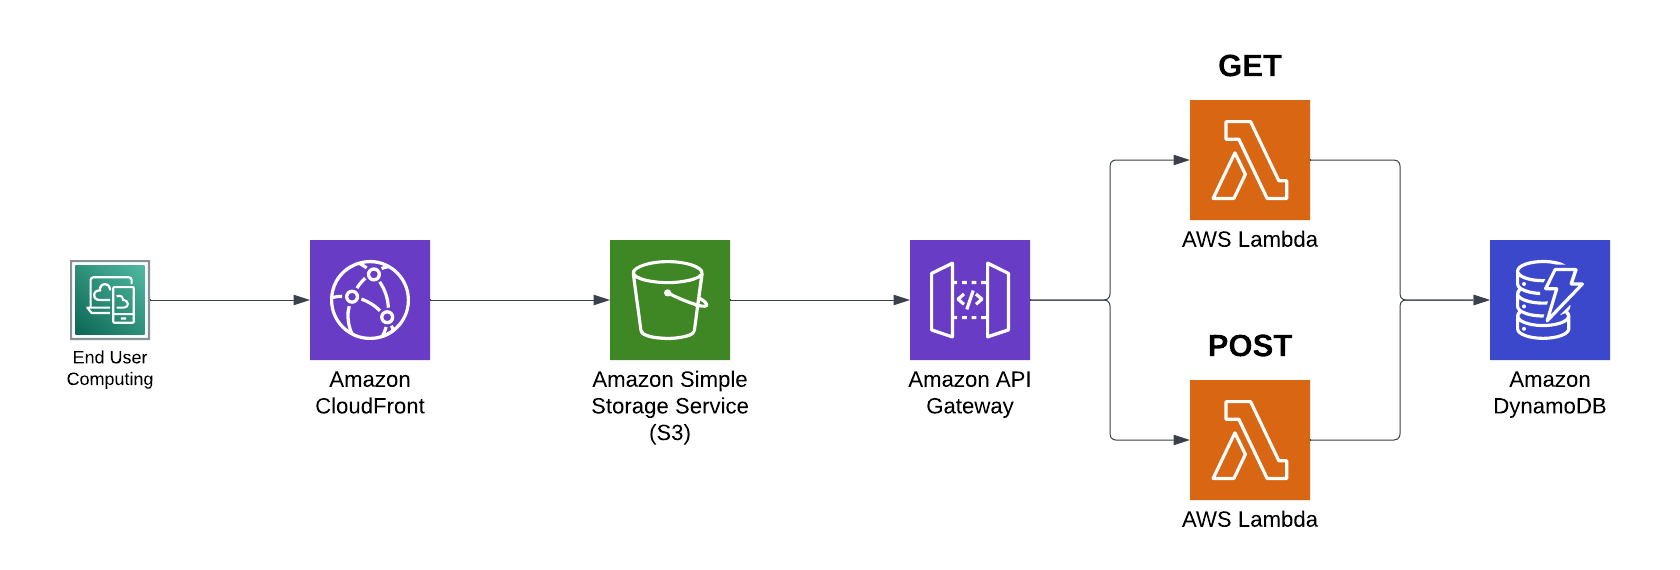 End User
Computing
Amazon
CloudFront
Amazon Simple
Storage Service
(S3)
</>
Amazon API
Gateway
GET
AWS Lambda
POST
AWS Lambda
Amazon
DynamoDB